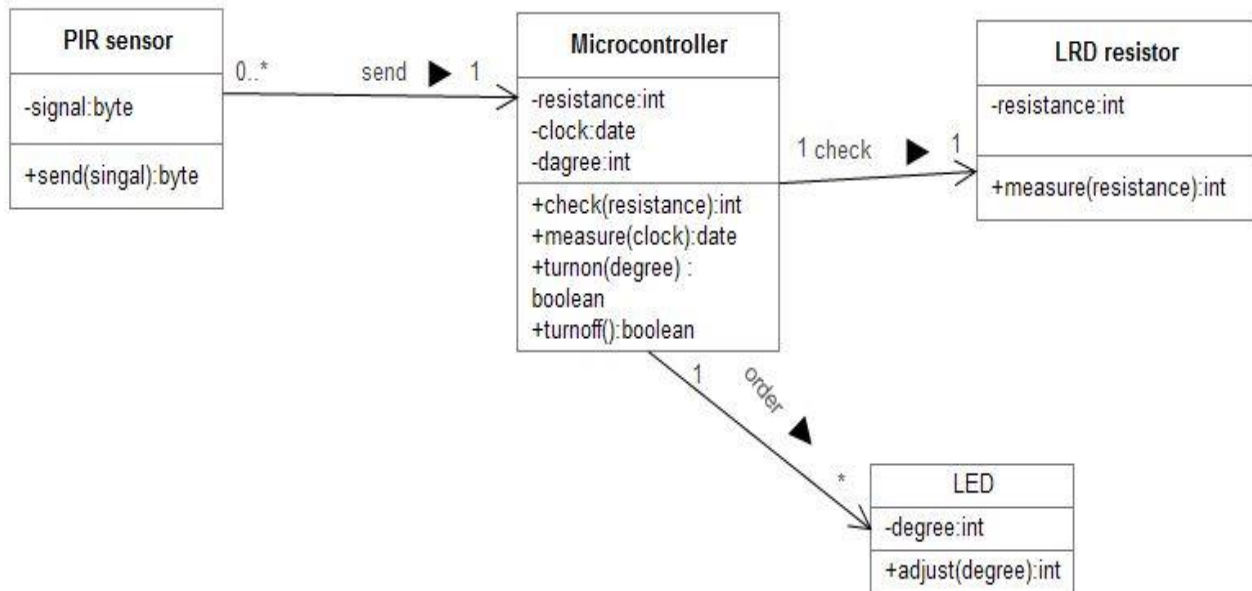 PIR sensor
-signal:byte
+send(singal):byte
0..*
send
1
Microcontroller
-resistance:int
-clock:date
-dagree:int
+check(resistance):int
+measure(clock):date
+turnon(degree) :
boolean
+turnoff():boolean
1
check
1
LRD resistor
-resistance:int
+measure(resistance):int
1
order
*
LED
-degree:int
+adjust(degree):int